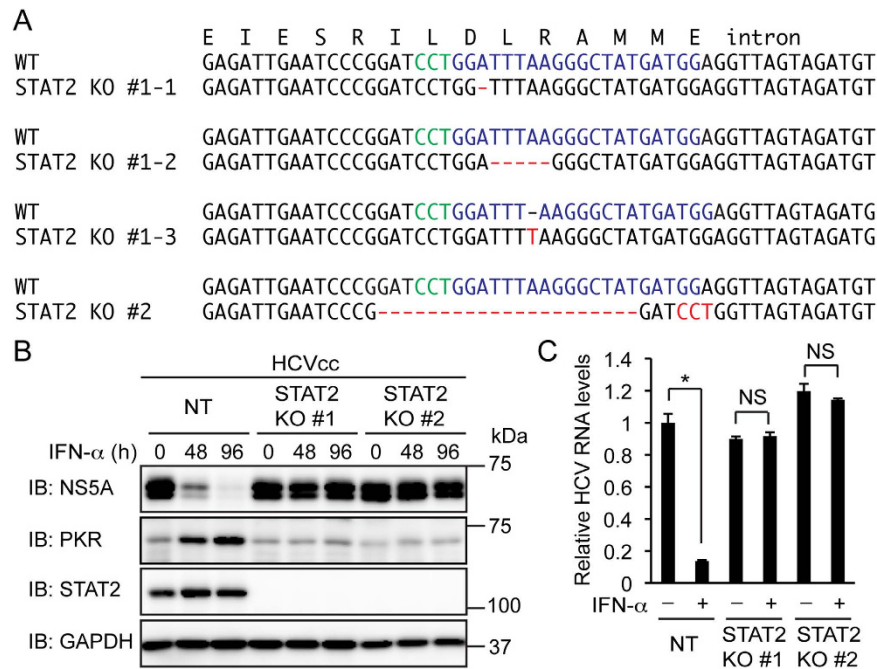 A
E I E S R I L D L R A M M E intron
WT GAGATTGAATCCCGGATCCTGGATTTAAGGGCTATGATGGAGGTTAGTAGATGT
STAT2 KO #1-1 GAGATTGAATCCCGGATCCTGG-TTTAAGGGCTATGATGGAGGTTAGTAGATGT
WT GAGATTGAATCCCGGATCCTGGATTTAAGGGCTATGATGGAGGTTAGTAGATGT
STAT2 KO #1-2 GAGATTGAATCCCGGATCCTGGA-----GGGCTATGATGGAGGTTAGTAGATGT
WT GAGATTGAATCCCGGATCCTGGATTT-AAGGGCTATGATGGAGGTTAGTAGATG
STAT2 KO #1-3 GAGATTGAATCCCGGATCCTGGATTTTAAGGGCTATGATGGAGGTTAGTAGATG
WT GAGATTGAATCCCGGATCCTGGATTTAAGGGCTATGATGGAGGTTAGTAGATGT
STAT2 KO #2 GAGATTGAATCCCG---------------------GATCCTGGTTAGTAGATGT
B
HCVcc
NT STAT2 KO #1 STAT2 KO #2
IFN-α (h) 0 48 96 0 48 96 0 48 96 kDa
IB: NS5A 75
IB: PKR 75
IB: STAT2 100
IB: GAPDH 37
C
Relative HCV RNA levels
1.4
1.2
1
0.8
0.6
0.4
0.2
0
* NS NS
IFN-α − + − + − +
NT STAT2 KO #1 STAT2 KO #2